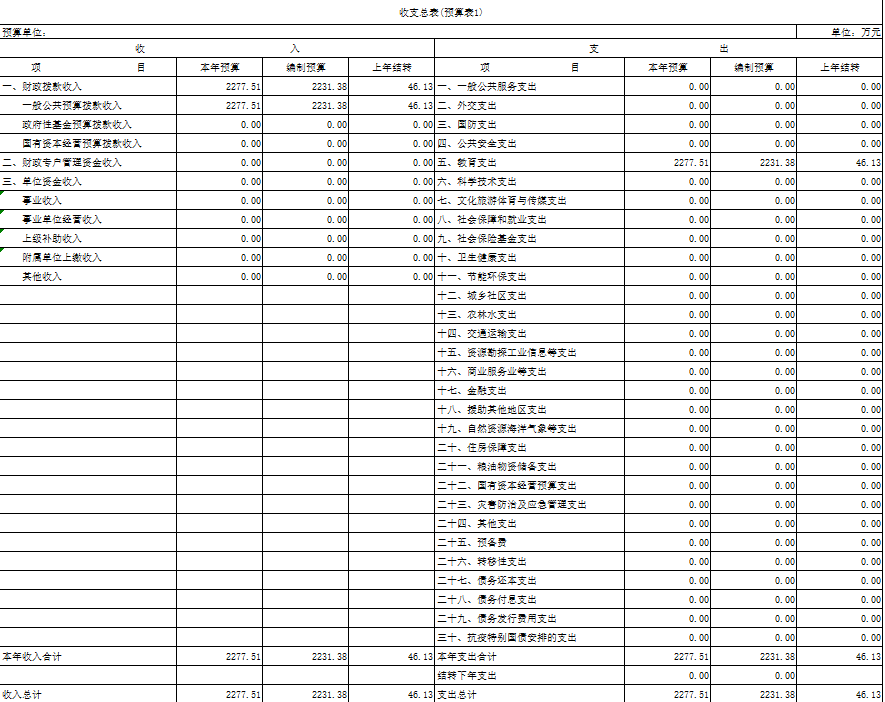 收支总表(预算表1)
预算单位: 单位: 万元
收 入 支 出
项 目 本年预算 编制预算 上年结转 项 目 本年预算 编制预算 上年结转
一、财政拨款收入 2277.51 2231.38 46.13 一、一般公共服务支出 0.00 0.00 0.00
一般公共预算拨款收入 2277.51 2231.38 46.13 二、外交支出 0.00 0.00 0.00
政府性基金预算拨款收入 0.00 0.00 0.00 三、国防支出 0.00 0.00 0.00
国有资本经营预算拨款收入 0.00 0.00 0.00 四、公共安全支出 0.00 0.00 0.00
二、财政专户管理资金收入 0.00 0.00 0.00 五、教育支出 2277.51 2231.38 46.13
三、单位资金收入 0.00 0.00 0.00 六、科学技术支出 0.00 0.00 0.00
事业收入 0.00 0.00 0.00 七、文化旅游体育与传媒支出 0.00 0.00 0.00
事业单位经营收入 0.00 0.00 0.00 八、社会保障和就业支出 0.00 0.00 0.00
上级补助收入 0.00 0.00 0.00 九、社会保险基金支出 0.00 0.00 0.00
附属单位上缴收入 0.00 0.00 0.00 十、卫生健康支出 0.00 0.00 0.00
其他收入 0.00 0.00 0.00 十一、节能环保支出 0.00 0.00 0.00
十二、城乡社区支出 0.00 0.00 0.00
十三、农林水支出 0.00 0.00 0.00
十四、交通运输支出 0.00 0.00 0.00
十五、资源勘探工业信息等支出 0.00 0.00 0.00
十六、商业服务业等支出 0.00 0.00 0.00
十七、金融支出 0.00 0.00 0.00
十八、援助其他地区支出 0.00 0.00 0.00
十九、自然资源海洋气象等支出 0.00 0.00 0.00
二十、住房保障支出 0.00 0.00 0.00
二十一、粮油物资储备支出 0.00 0.00 0.00
二十二、国有资本经营预算支出 0.00 0.00 0.00
二十三、灾害防治及应急管理支出 0.00 0.00 0.00
二十四、其他支出 0.00 0.00 0.00
二十五、预备费 0.00 0.00 0.00
二十六、转移性支出 0.00 0.00 0.00
二十七、债务还本支出 0.00 0.00 0.00
二十八、债务付息支出 0.00 0.00 0.00
二十九、债务发行费用支出 0.00 0.00 0.00
三十、抗疫特别国债安排的支出 0.00 0.00 0.00
本年收入合计 2277.51 2231.38 46.13 本年支出合计 2277.51 2231.38 46.13
结转下年支出 0.00 0.00
收入总计 2277.51 2231.38 46.13 支出总计 2277.51 2231.38 46.13